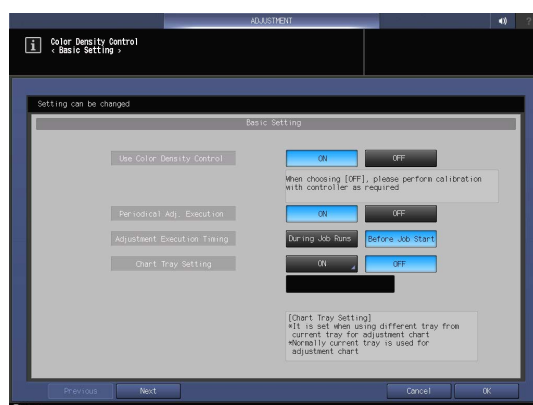 ADJUSTMENT
?
i
Color Density Control
< Basic Setting >
Setting can be changed
Basic Setting
Use Color Density Control
ON
OFF
When choosing [OFF], please perform calibration
with controller as required
Periodical Adj. Execution
ON
OFF
Adjustment Execution Timing
During Job Runs
Before Job Start
Chart Tray Setting
ON
OFF
[Chart Tray Setting]
*It is set when using different tray from
current tray for adjustment chart
*Normally current tray is used for
adjustment chart
Previous
Next
Cancel
OK